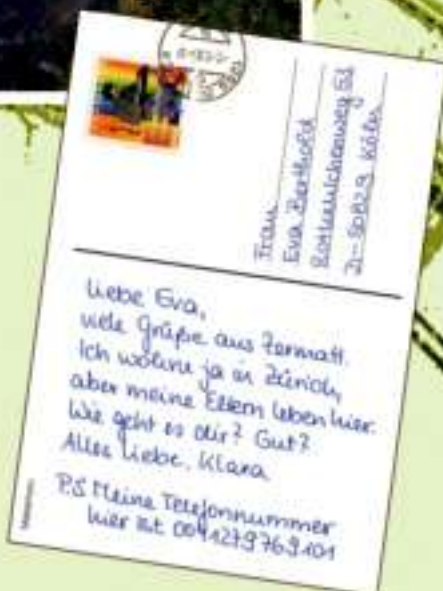 Frau
Eva Berthold
D-50829 Köln
Liebe Eva,
viele Grüße aus Zermatt.
Ich wohne ja in Zürich,
aber meine Eltern leben hier.
Wie geht es dir? Gut?
Alles Liebe, Klara
P.S Meine Telefonnummer
hier ist 0041279769101